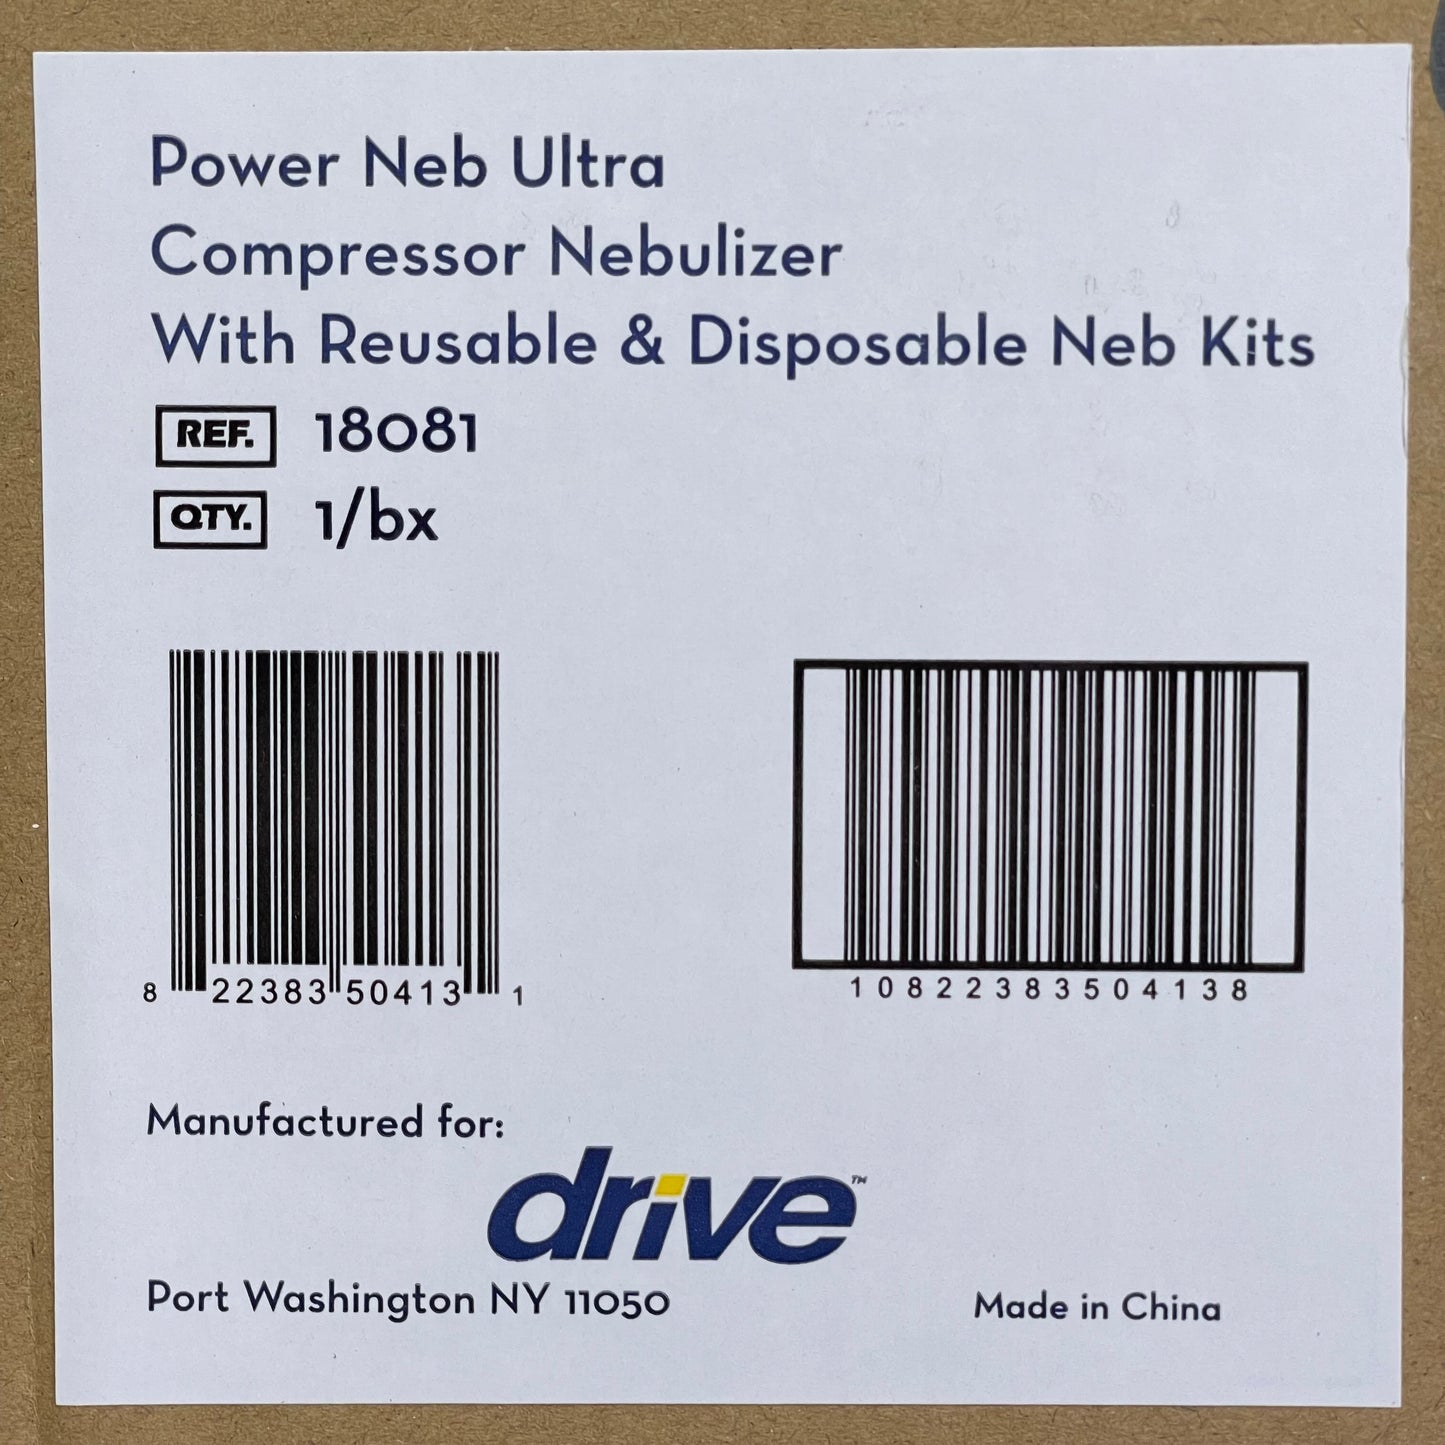 Power Neb Ultra
Compressor Nebulizer
With Reusable & Disposable Neb Kits
REF. 18081
QTY. 1/bx
8 22383 50413 1
10822383504138
Manufactured for:
drive™
Port Washington NY 11050
Made in China